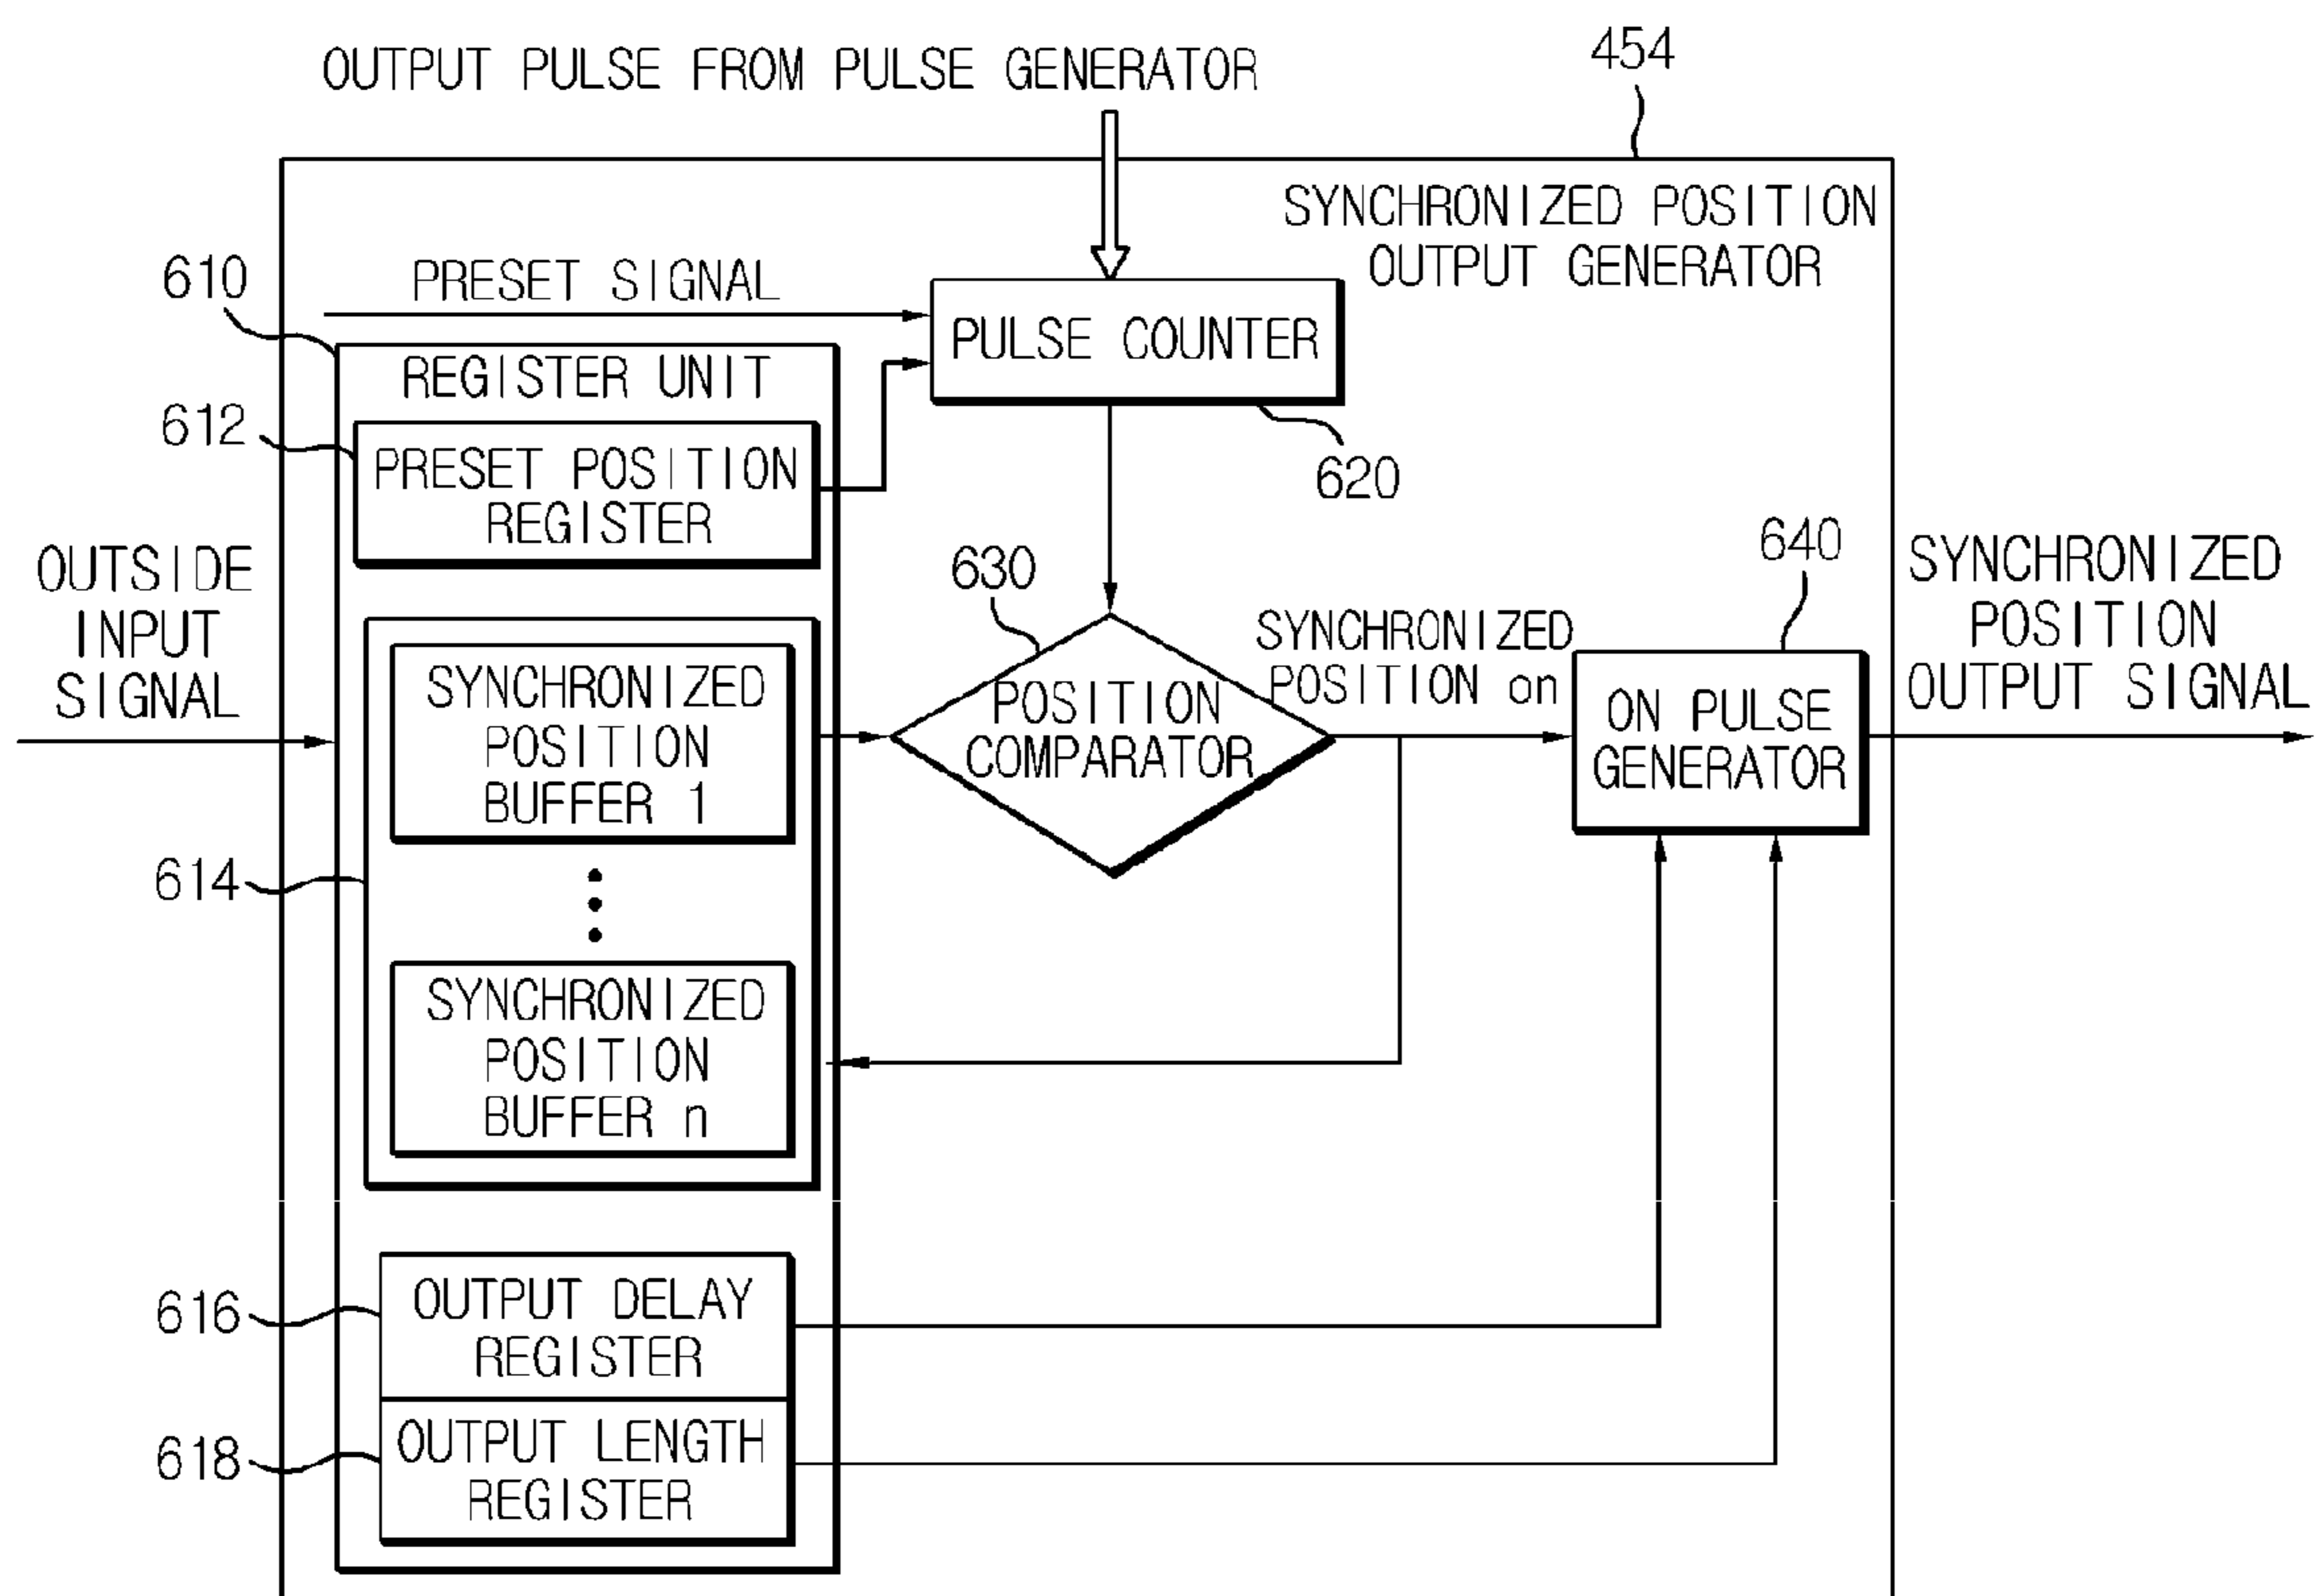 OUTPUT PULSE FROM PULSE GENERATOR
454
SYNCHRONIZED POSITION
OUTPUT GENERATOR
610
PRESET SIGNAL
PULSE COUNTER
620
REGISTER UNIT
612
PRESET POSITION
REGISTER
OUTSIDE
INPUT
SIGNAL
614
SYNCHRONIZED
POSITION
BUFFER 1
SYNCHRONIZED
POSITION
BUFFER n
630
POSITION
COMPARATOR
SYNCHRONIZED
POSITION on
640
ON PULSE
GENERATOR
SYNCHRONIZED
POSITION
OUTPUT SIGNAL
616
OUTPUT DELAY
REGISTER
618
OUTPUT LENGTH
REGISTER